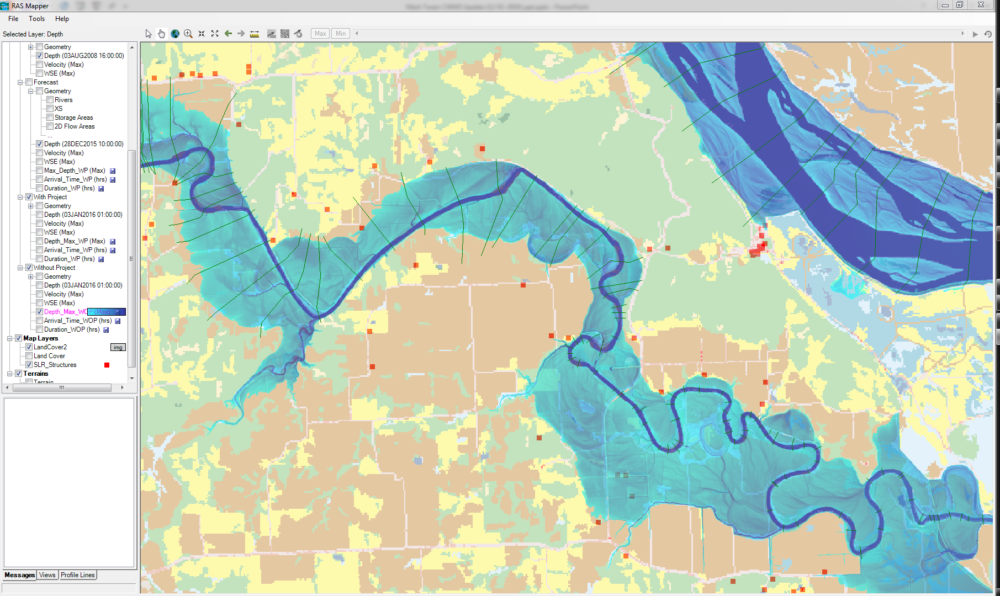 RAS Mapper
File Tools Help
Selected Layer: Depth
Max Min
Geometry
Depth (03AUG2008 16:00:00)
Velocity (Max)
WSE (Max)
Forecast
Geometry
Rivers
XS
Storage Areas
2D Flow Areas
...
Depth (28DEC2015 10:00:00)
Velocity (Max)
WSE (Max)
Max_Depth_WP (Max)
Arrival_Time_WP (hrs)
Duration_WP (hrs)
With Project
Geometry
Depth (03JAN2016 01:00:00)
Velocity (Max)
WSE (Max)
Depth_Max_WP (Max)
Arrival_Time_WP (hrs)
Duration_WP (hrs)
Without Project
Geometry
Depth (03JAN2016 01:00:00)
Velocity (Max)
WSE (Max)
Depth_Max_WOP (Max)
Arrival_Time_WOP (hrs)
Duration_WOP (hrs)
Map Layers
LandCover2 img
Land Cover
SLR_Structures
Terrains
Terrain
Messages Views Profile Lines